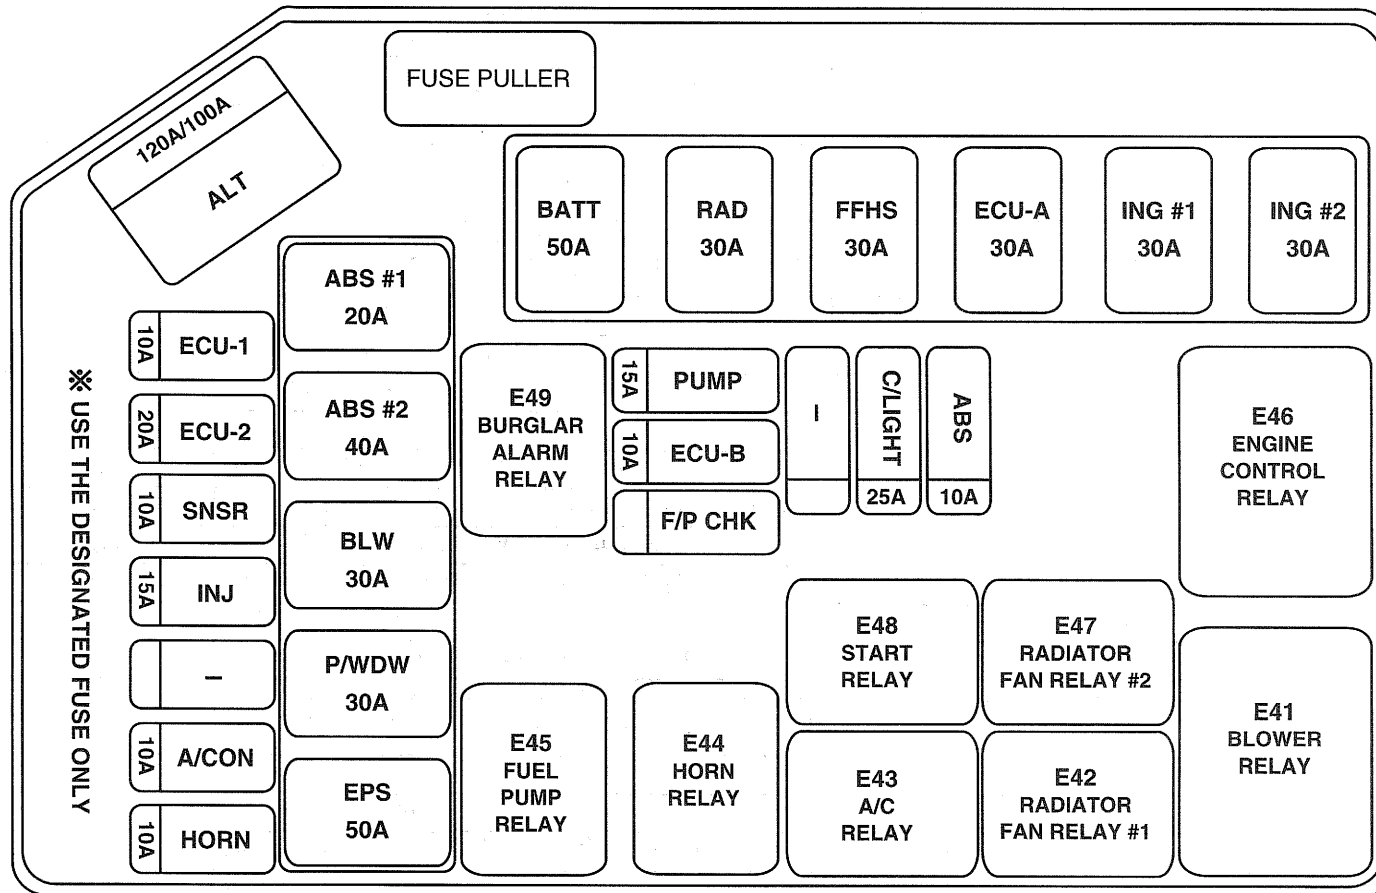 FUSE PULLER
120A/100A
ALT
BATT
50A
RAD
30A
FFHS
30A
ECU-A
30A
ING #1
30A
ING #2
30A
※ USE THE DESIGNATED FUSE ONLY
10A ECU-1
20A ECU-2
10A SNSR
15A INJ
–
10A A/CON
10A HORN
ABS #1
20A
ABS #2
40A
BLW
30A
P/WDW
30A
EPS
50A
E49
BURGLAR
ALARM
RELAY
15A PUMP
10A ECU-B
F/P CHK
–
C/LIGHT
25A
ABS
10A
E46
ENGINE
CONTROL
RELAY
E48
START
RELAY
E47
RADIATOR
FAN RELAY #2
E45
FUEL
PUMP
RELAY
E44
HORN
RELAY
E43
A/C
RELAY
E42
RADIATOR
FAN RELAY #1
E41
BLOWER
RELAY